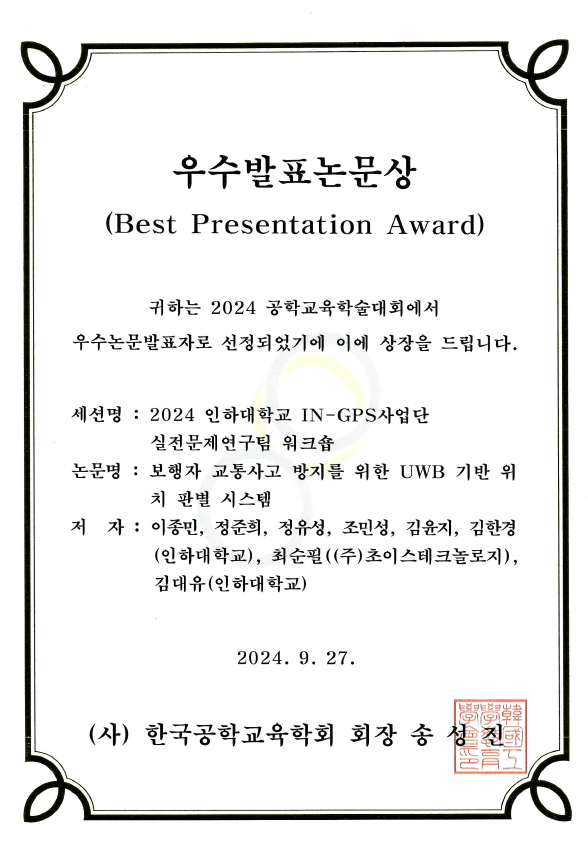 우수발표논문상
(Best Presentation Award)
귀하는 2024 공학교육학술대회에서
우수논문발표자로 선정되었기에 이에 상장을 드립니다.
세션명 : 2024 인하대학교 IN-GPS사업단
실전문제연구팀 워크숍
논문명 : 보행자 교통사고 방지를 위한 UWB 기반 위
치 판별 시스템
저 자 : 이종민, 정준희, 정유성, 조민성, 김윤지, 김한경
(인하대학교), 최순필((주)초이스테크놀로지),
김대유(인하대학교)
2024. 9. 27.
(사) 한국공학교육학회 회장 송 성 진